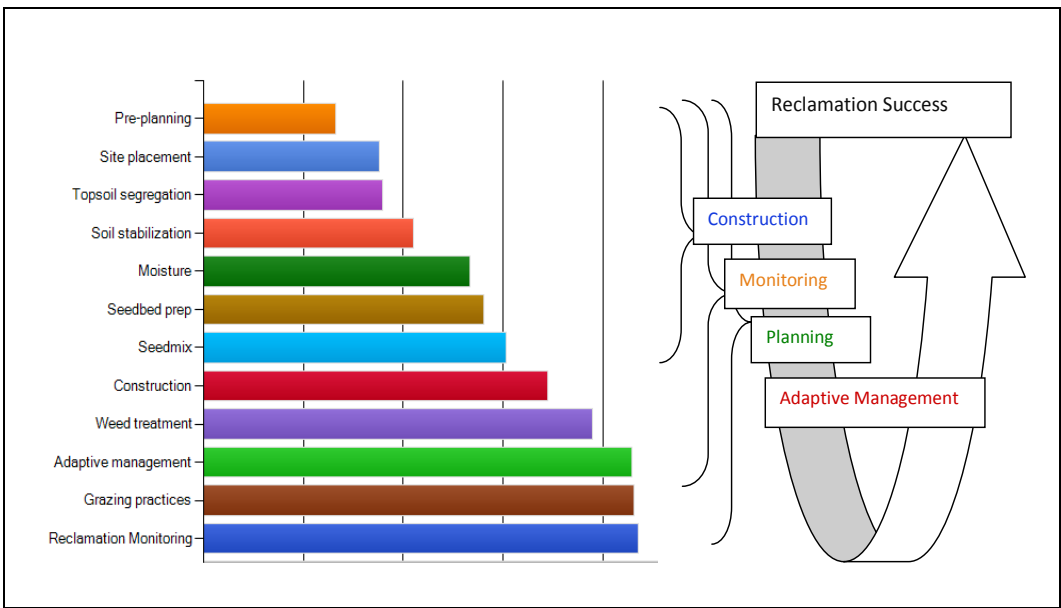 Pre-planning
Site placement
Topsoil segregation
Soil stabilization
Moisture
Seedbed prep
Seedmix
Construction
Weed treatment
Adaptive management
Grazing practices
Reclamation Monitoring
Reclamation Success
Construction
Monitoring
Planning
Adaptive Management